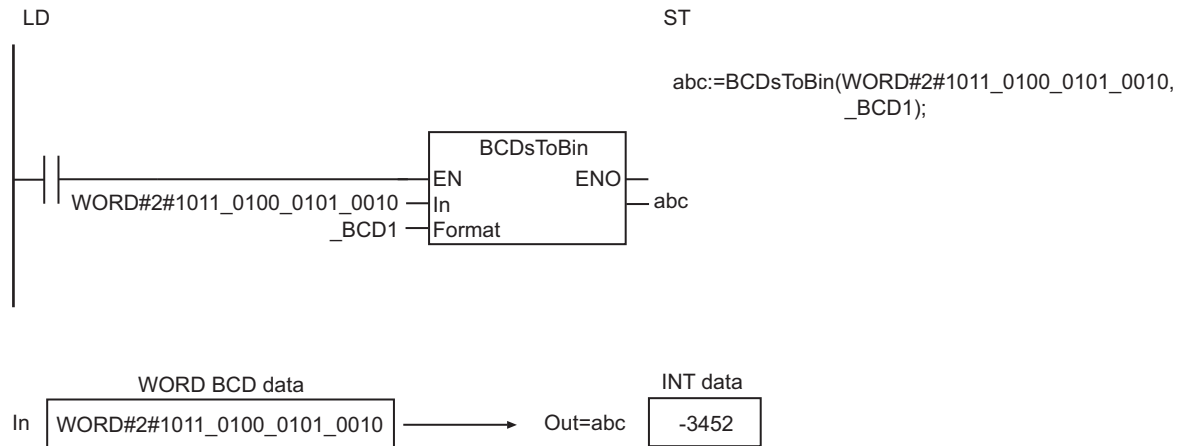 LD
ST
abc:=BCDsToBin(WORD#2#1011_0100_0101_0010,
_BCD1);
BCDsToBin
EN ENO
WORD#2#1011_0100_0101_0010 In abc
_BCD1 Format
WORD BCD data INT data
In WORD#2#1011_0100_0101_0010 Out=abc -3452